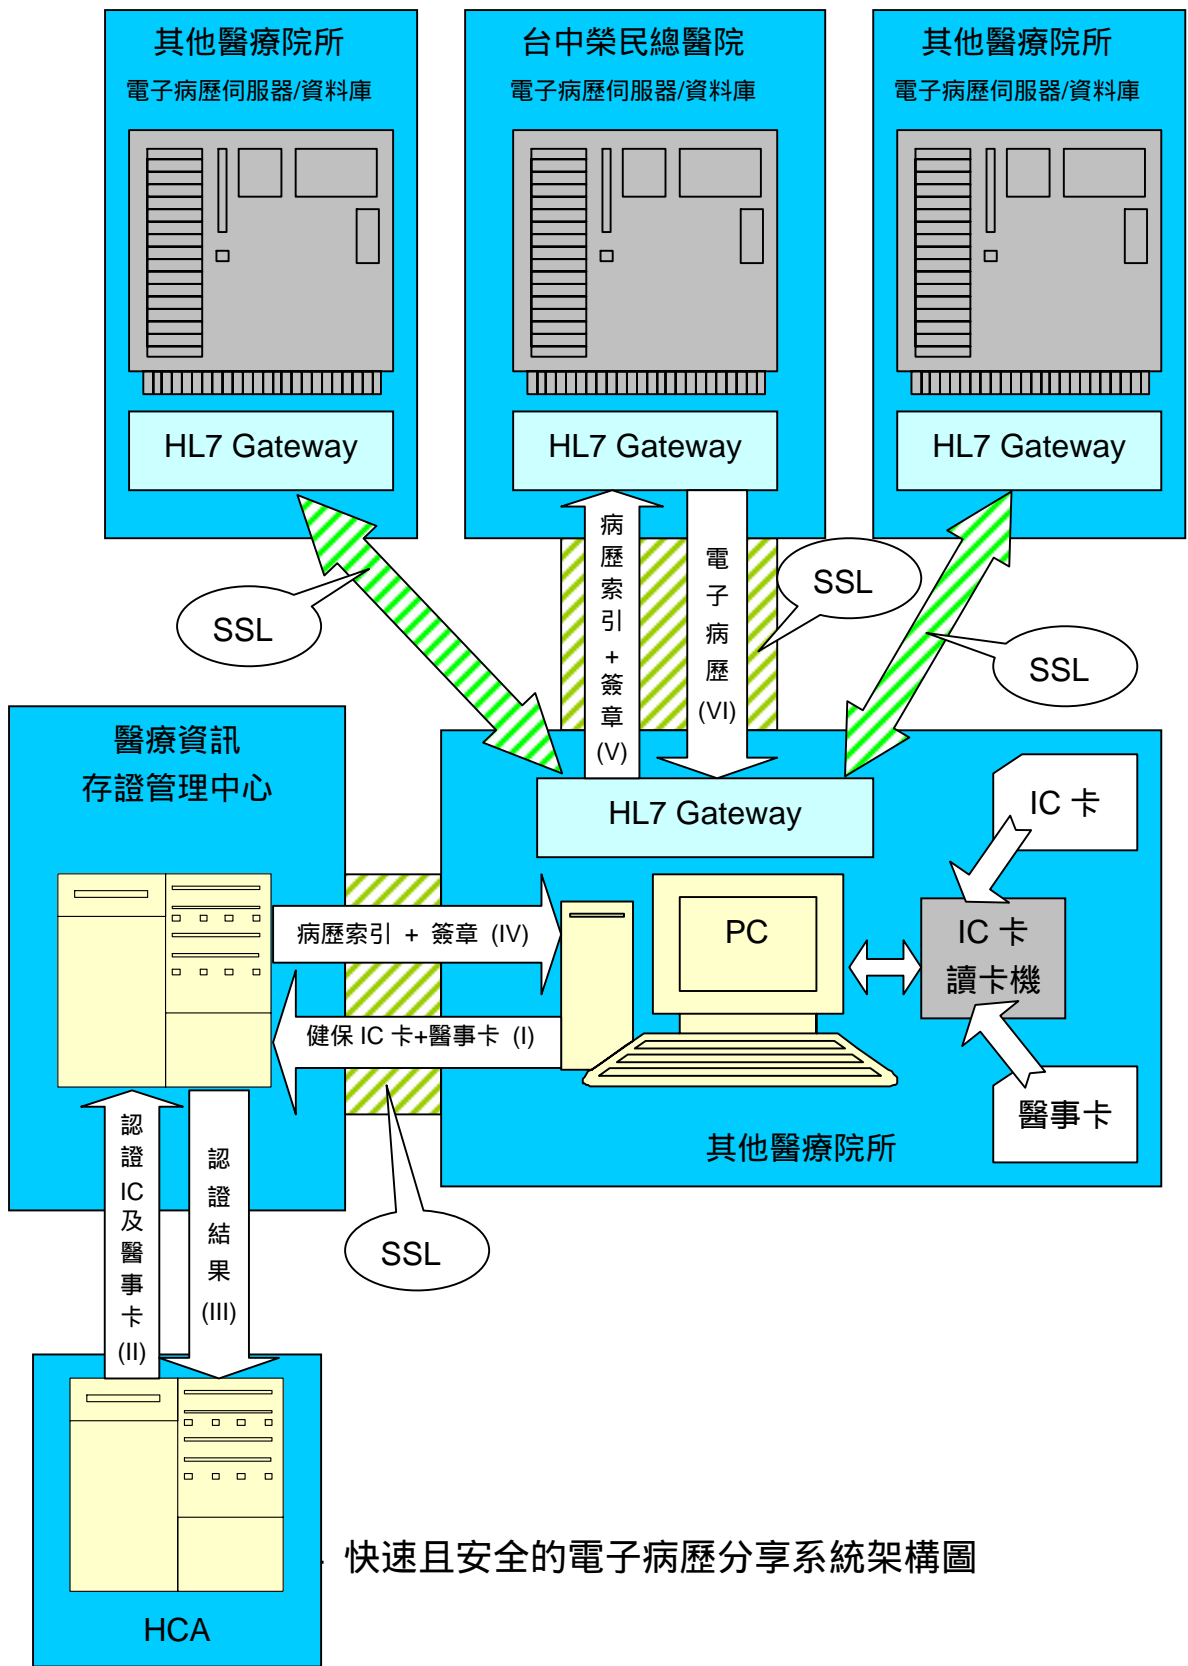 其他醫療院所
電子病歷伺服器/資料庫
HL7 Gateway
台中榮民總醫院
電子病歷伺服器/資料庫
HL7 Gateway
其他醫療院所
電子病歷伺服器/資料庫
HL7 Gateway
SSL
病歷索引+簽章(V)
電子病歷(VI)
SSL
SSL
醫療資訊
存證管理中心
HL7 Gateway
IC 卡
病歷索引 + 簽章 (IV)
PC
IC 卡
讀卡機
健保 IC 卡+醫事卡 (I)
醫事卡
其他醫療院所
認證IC及醫事卡(II)
認證結果(III)
SSL
快速且安全的電子病歷分享系統架構圖
HCA